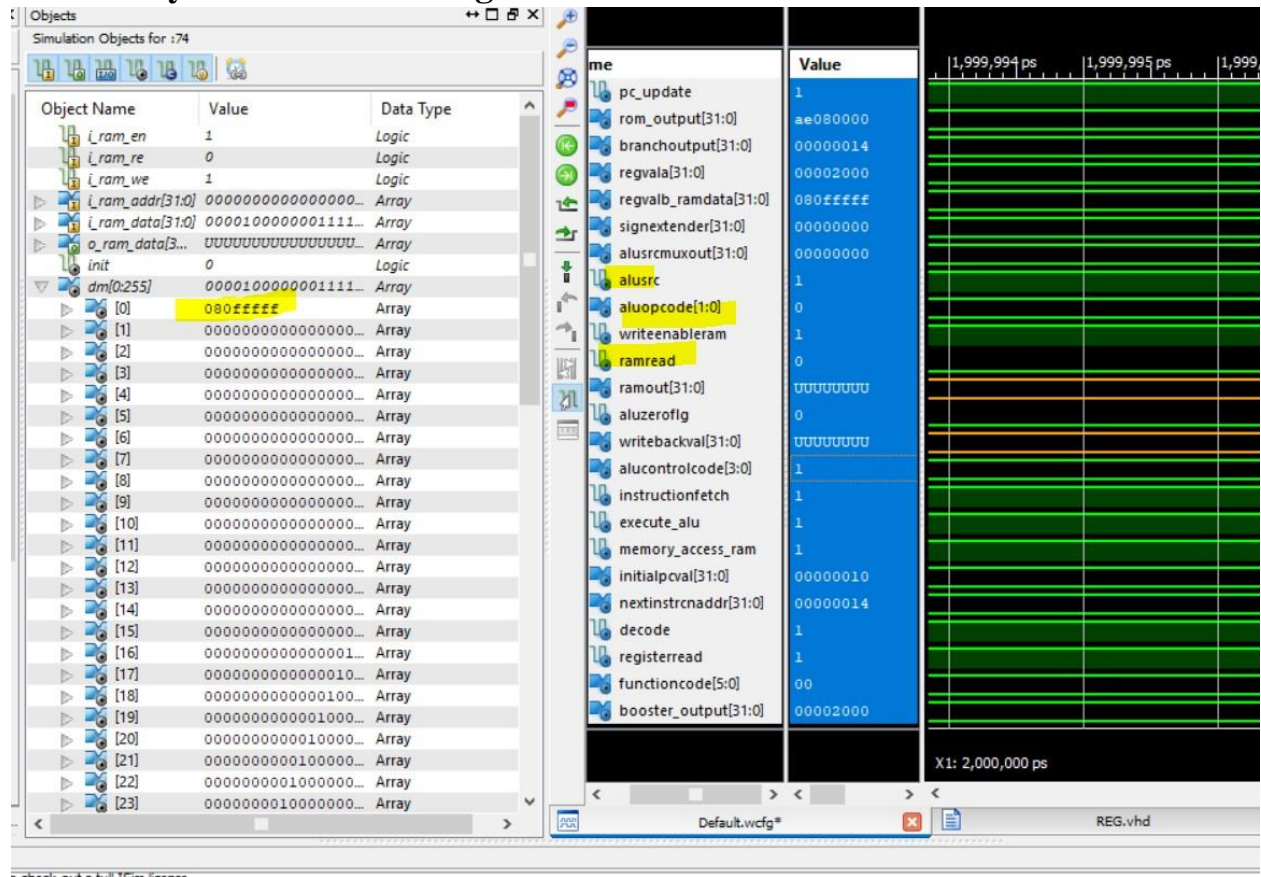 Objects
Simulation Objects for :74
Object Name Value Data Type
i_ram_en 1 Logic
i_ram_re 0 Logic
i_ram_we 1 Logic
i_ram_addr[31:0] 0000000000000000... Array
i_ram_data[31:0] 0000100000001111... Array
o_ram_data[3... UUUUUUUUUUUUUUUU... Array
init 0 Logic
dm[0:255] 0000100000001111... Array
[0] 080fffff Array
[1] 0000000000000000... Array
[2] 0000000000000000... Array
[3] 0000000000000000... Array
[4] 0000000000000000... Array
[5] 0000000000000000... Array
[6] 0000000000000000... Array
[7] 0000000000000000... Array
[8] 0000000000000000... Array
[9] 0000000000000000... Array
[10] 0000000000000000... Array
[11] 0000000000000000... Array
[12] 0000000000000000... Array
[13] 0000000000000000... Array
[14] 0000000000000000... Array
[15] 0000000000000000... Array
[16] 0000000000000001... Array
[17] 0000000000000010... Array
[18] 0000000000000100... Array
[19] 0000000000001000... Array
[20] 0000000000010000... Array
[21] 0000000000100000... Array
[22] 0000000001000000... Array
[23] 0000000010000000... Array
me Value
pc_update 1
rom_output[31:0] ae080000
branchoutput[31:0] 00000014
regvala[31:0] 00002000
regvalb_ramdata[31:0] 080fffff
signextender[31:0] 00000000
alusrcmuxout[31:0] 00000000
alusrc 1
aluopcode[1:0] 0
writeenableram 1
ramread 0
ramout[31:0] UUUUUUUU
aluzeroflg 0
writebackval[31:0] UUUUUUUU
alucontrolcode[3:0] 1
instructionfetch 1
execute_alu 1
memory_access_ram 1
initialpcval[31:0] 00000010
nextinstrcnaddr[31:0] 00000014
decode 1
registerread 1
functioncode[5:0] 00
booster_output[31:0] 00002000
1,999,994 ps 1,999,995 ps 1,999,
X1: 2,000,000 ps
Default.wcfg*
REG.vhd